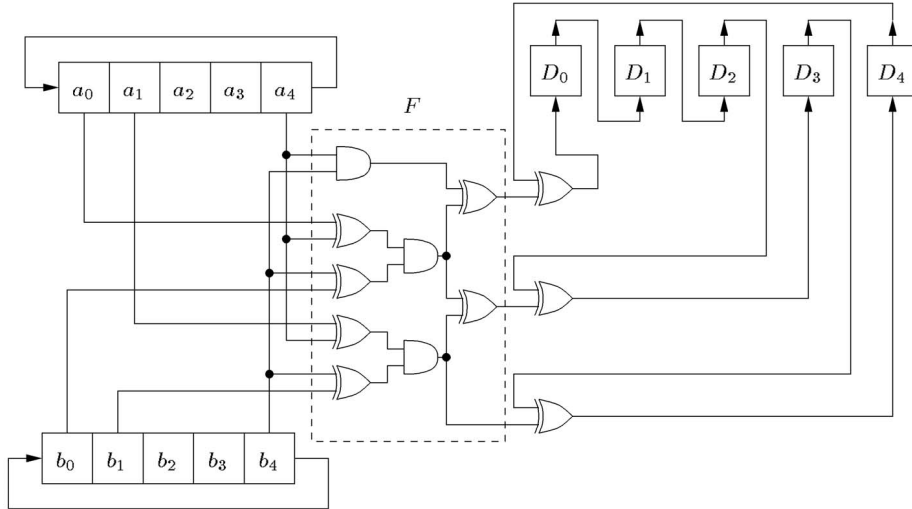 D₀ D₁ D₂ D₃ D₄
a₀ a₁ a₂ a₃ a₄
F
b₀ b₁ b₂ b₃ b₄